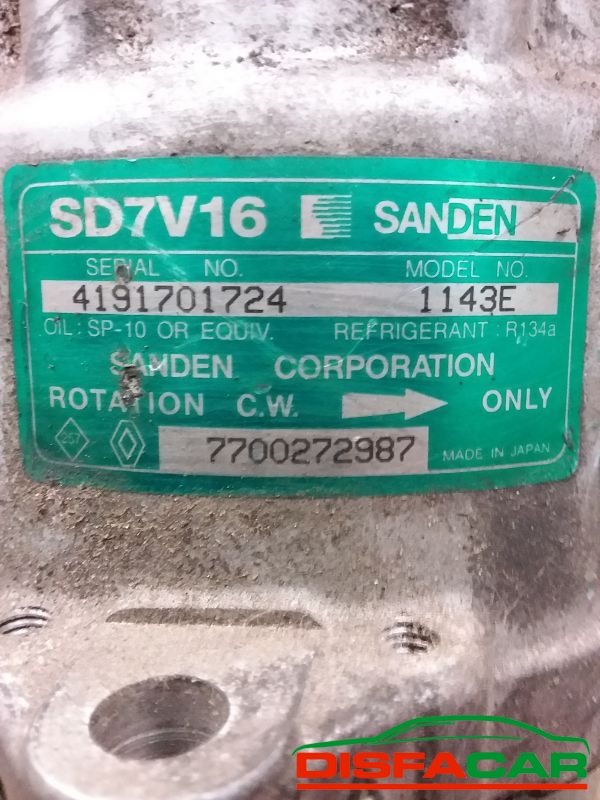 SD7V16 SANDEN
SERIAL NO. MODEL NO.
4191701724 1143E
OIL: SP-10 OR EQUIV. REFRIGERANT : R134a
SANDEN CORPORATION
ROTATION C.W. ONLY
257 7700272987 MADE IN JAPAN
DISFACAR